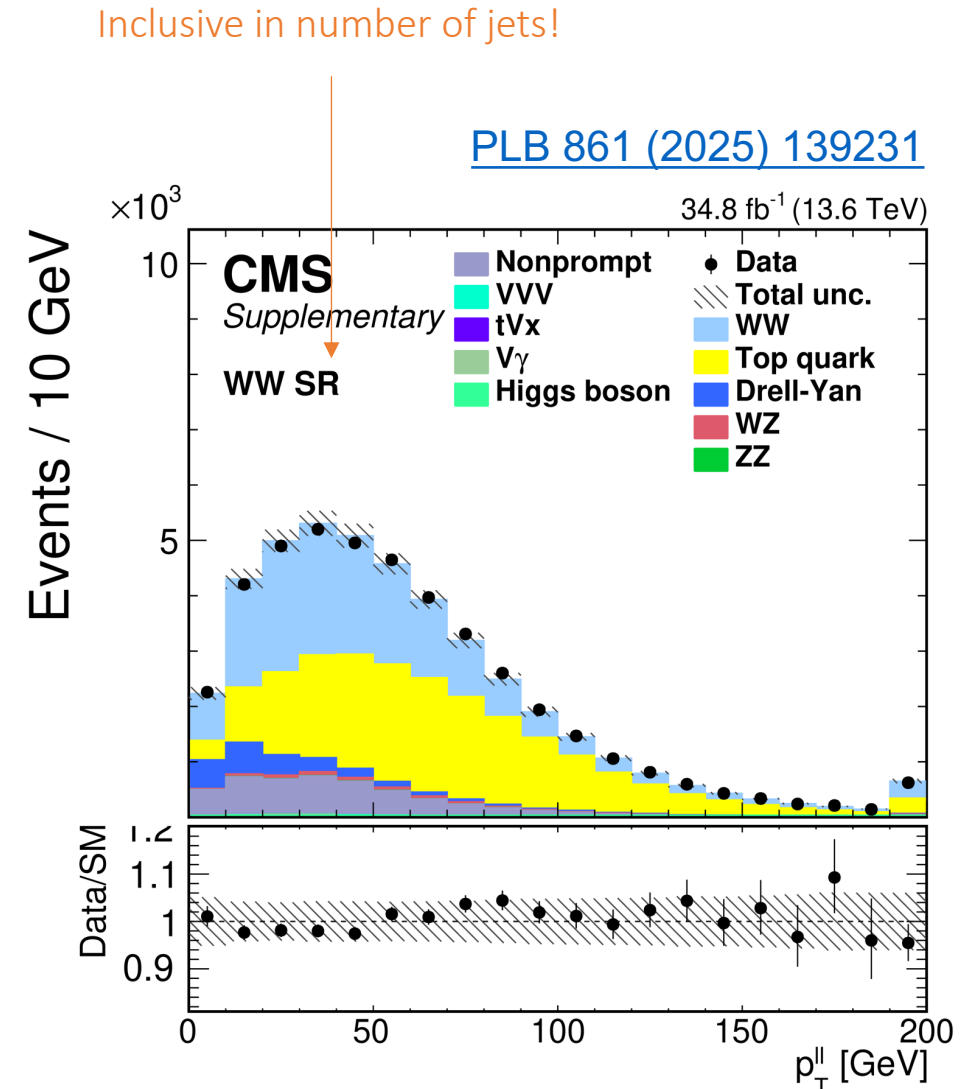 Inclusive in number of jets!
PLB 861 (2025) 139231
×10³
34.8 fb⁻¹ (13.6 TeV)
Events / 10 GeV
10
5
CMS
Supplementary
WW SR
Nonprompt
VVV
tVx
Vγ
Higgs boson
Data
Total unc.
WW
Top quark
Drell-Yan
WZ
ZZ
Data/SM
1.2
1.1
1
0.9
0 50 100 150 200
p_T^ll [GeV]